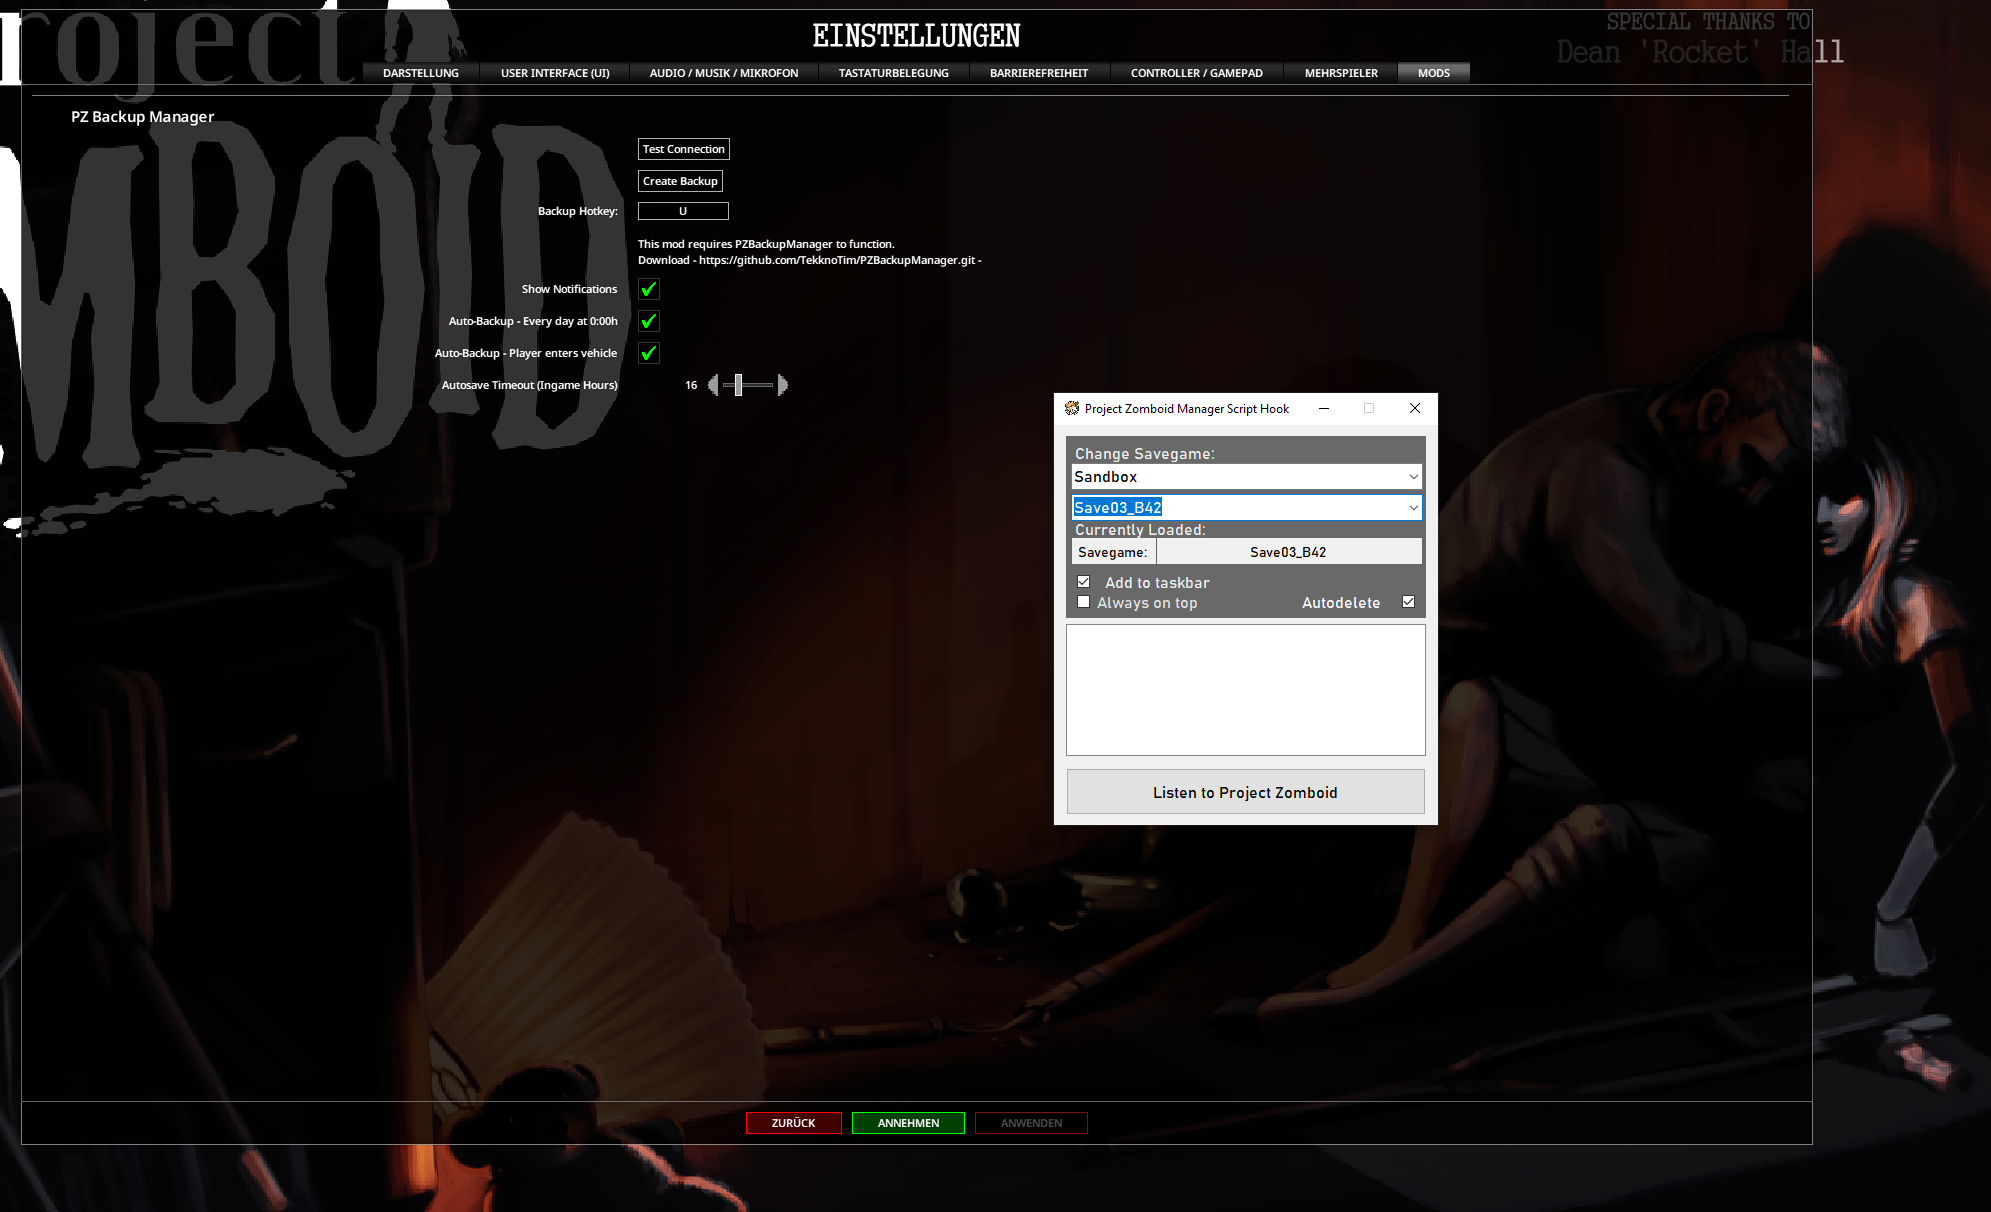 roject
MBOID
SPECIAL THANKS TO
Dean 'Rocket' Hall
EINSTELLUNGEN
DARSTELLUNG USER INTERFACE (UI) AUDIO / MUSIK / MIKROFON TASTATURBELEGUNG BARRIEREFREIHEIT CONTROLLER / GAMEPAD MEHRSPIELER MODS
PZ Backup Manager
Test Connection
Create Backup
Backup Hotkey: U
This mod requires PZBackupManager to function.
Download - https://github.com/TekknoTim/PZBackupManager.git -
Show Notifications
Auto-Backup - Every day at 0:00h
Auto-Backup - Player enters vehicle
Autosave Timeout (Ingame Hours) 16
Project Zomboid Manager Script Hook
Change Savegame:
Sandbox
Save03_B42
Currently Loaded:
Savegame: Save03_B42
Add to taskbar
Always on top Autodelete
Listen to Project Zomboid
ZURÜCK ANNEHMEN ANWENDEN